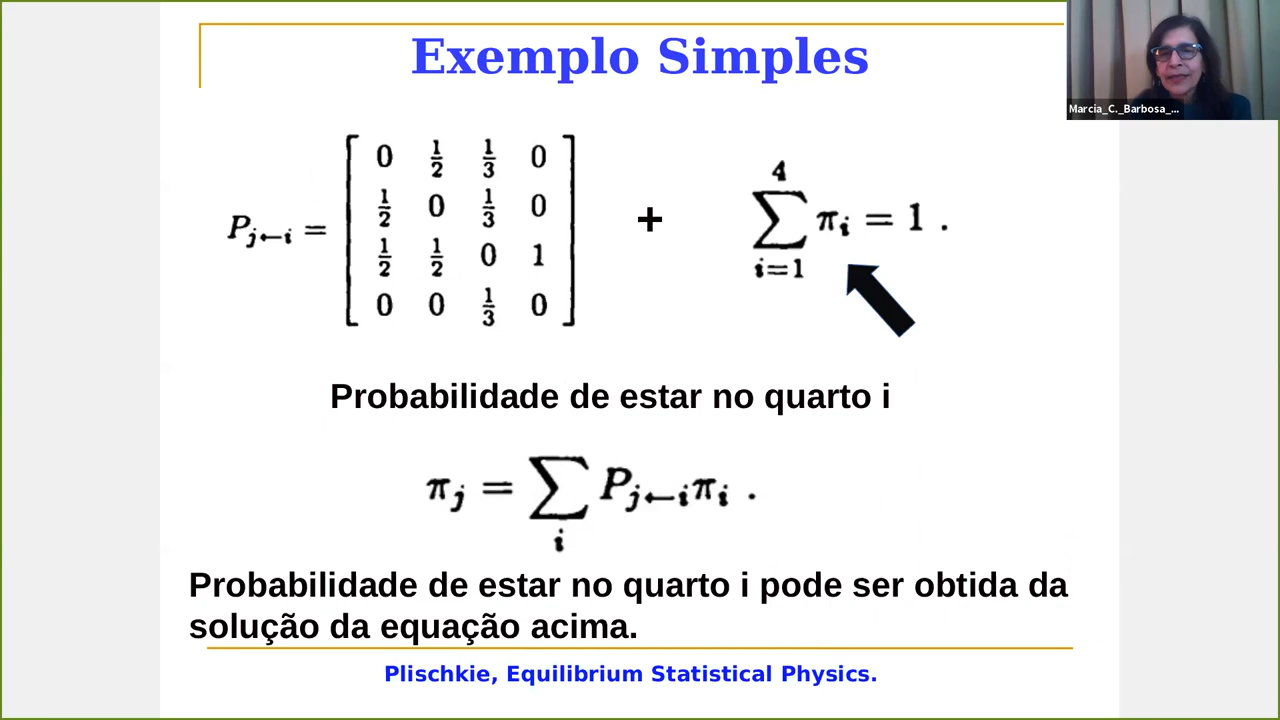 Exemplo Simples
Marcia_C._Barbosa_...
P_{j←i} = [ 0 1/2 1/3 0
1/2 0 1/3 0
1/2 1/2 0 1
0 0 1/3 0 ]
+
4
∑ π_i = 1 .
i=1
Probabilidade de estar no quarto i
π_j = ∑ P_{j←i} π_i .
i
Probabilidade de estar no quarto i pode ser obtida da
solução da equação acima.
Plischkie, Equilibrium Statistical Physics.